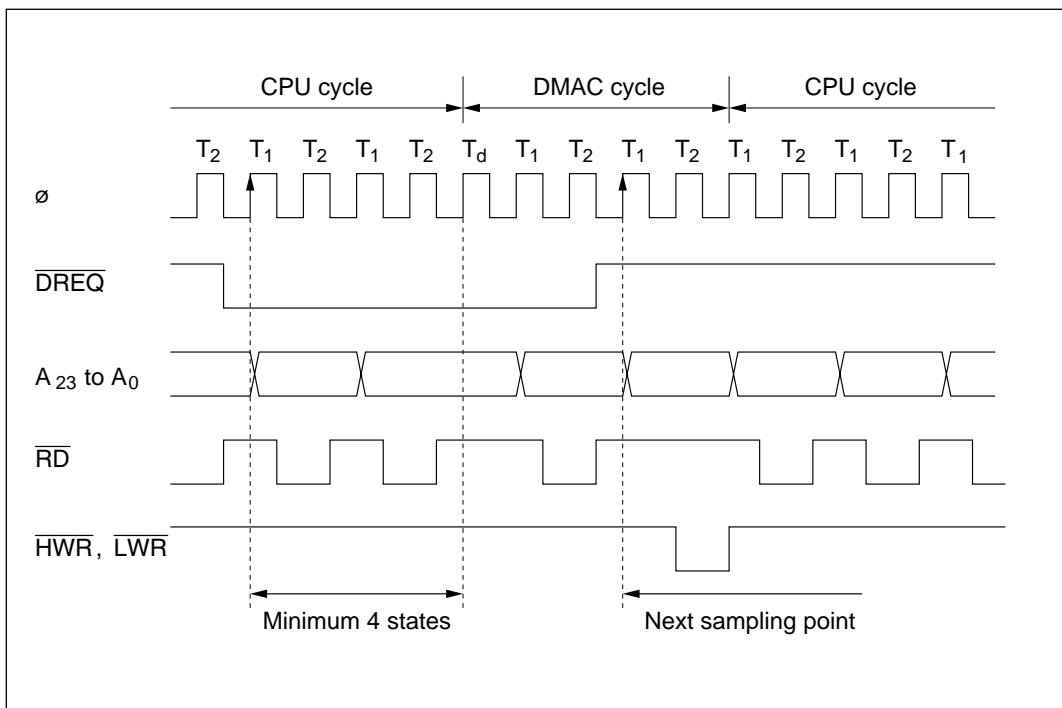 CPU cycle DMAC cycle CPU cycle
T2 T1 T2 T1 T2 Td T1 T2 T1 T2 T1 T2 T1 T2 T1
ø
DREQ
A23 to A0
RD
HWR, LWR
Minimum 4 states Next sampling point